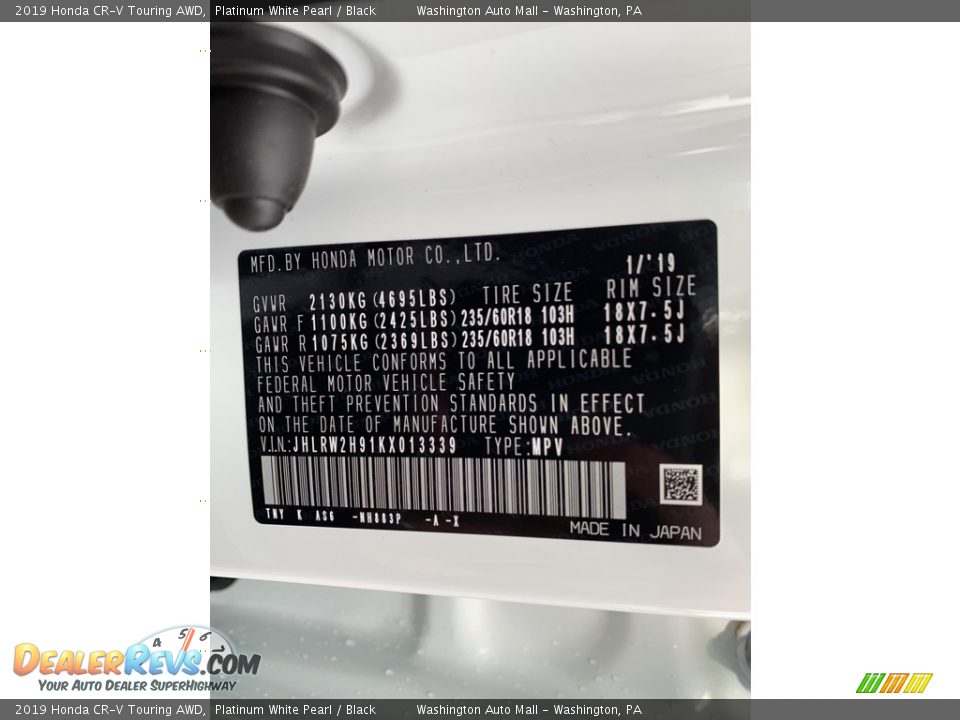 2019 Honda CR-V Touring AWD, Platinum White Pearl / Black Washington Auto Mall - Washington, PA
MFD.BY HONDA MOTOR CO.,LTD.
1/'19
GVWR 2130KG(4695LBS) TIRE SIZE RIM SIZE
GAWR F 1100KG(2425LBS) 235/60R18 103H 18X7.5J
GAWR R 1075KG(2369LBS) 235/60R18 103H 18X7.5J
THIS VEHICLE CONFORMS TO ALL APPLICABLE
FEDERAL MOTOR VEHICLE SAFETY
AND THEFT PREVENTION STANDARDS IN EFFECT
ON THE DATE OF MANUFACTURE SHOWN ABOVE.
V.I.N.:JHLRW2H91KX013339 TYPE:MPV
TNY K AS6 -NH883P -A -X
MADE IN JAPAN
4 5 6
DEALERREVS.COM
YOUR AUTO DEALER SUPERHIGHWAY
2019 Honda CR-V Touring AWD, Platinum White Pearl / Black Washington Auto Mall - Washington, PA